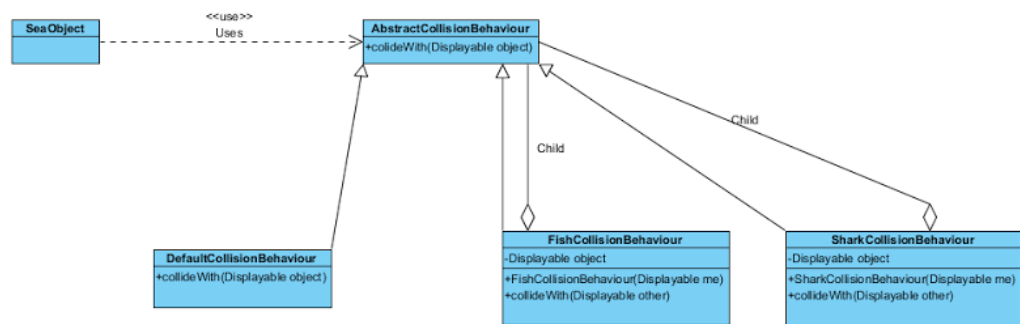 <<use>>
Uses
SeaObject
AbstractCollisionBehaviour
+colideWith(Displayable object)
Child
Child
DefaultCollisionBehaviour
+collideWith(Displayable object)
FishCollisionBehaviour
-Displayable object
+FishCollisionBehaviour(Displayable me)
+collideWith(Displayable other)
SharkCollisionBehaviour
-Displayable object
+SharkCollisionBehaviour(Displayable me)
+collideWith(Displayable other)